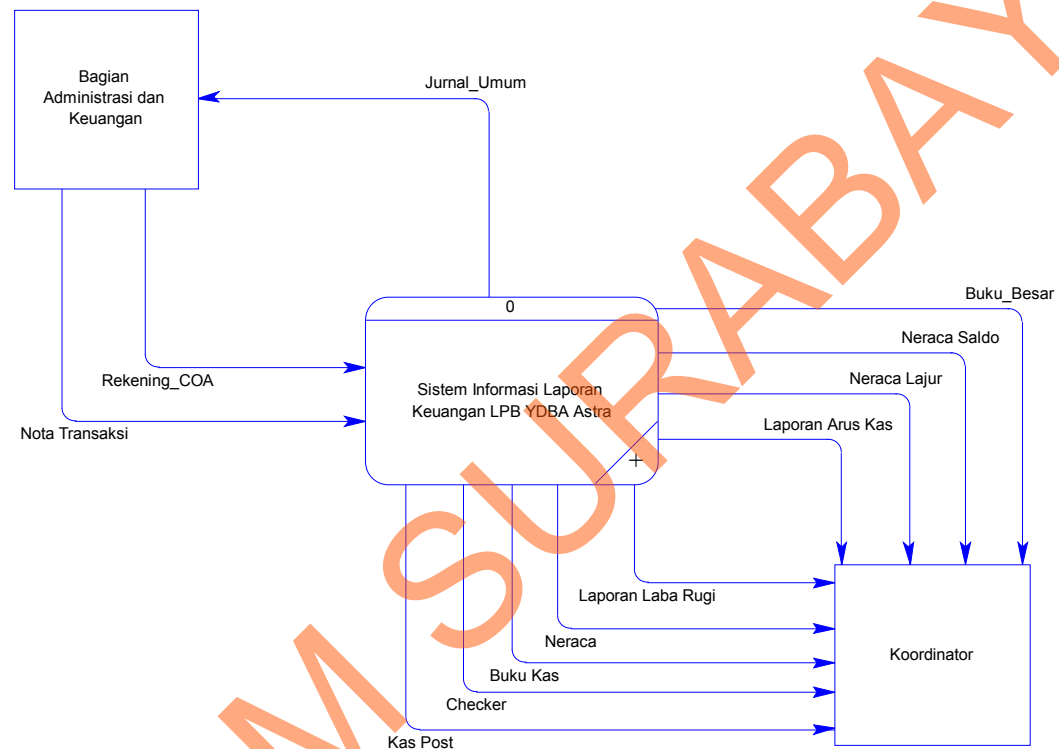 Bagian
Administrasi dan
Keuangan
Jurnal_Umum
Buku_Besar
0
Neraca Saldo
Rekening_COA
Sistem Informasi Laporan
Keuangan LPB YDBA Astra
Neraca Lajur
Laporan Arus Kas
Nota Transaksi
+
Laporan Laba Rugi
Neraca
Koordinator
Buku Kas
Checker
Kas Post
M SURABAY